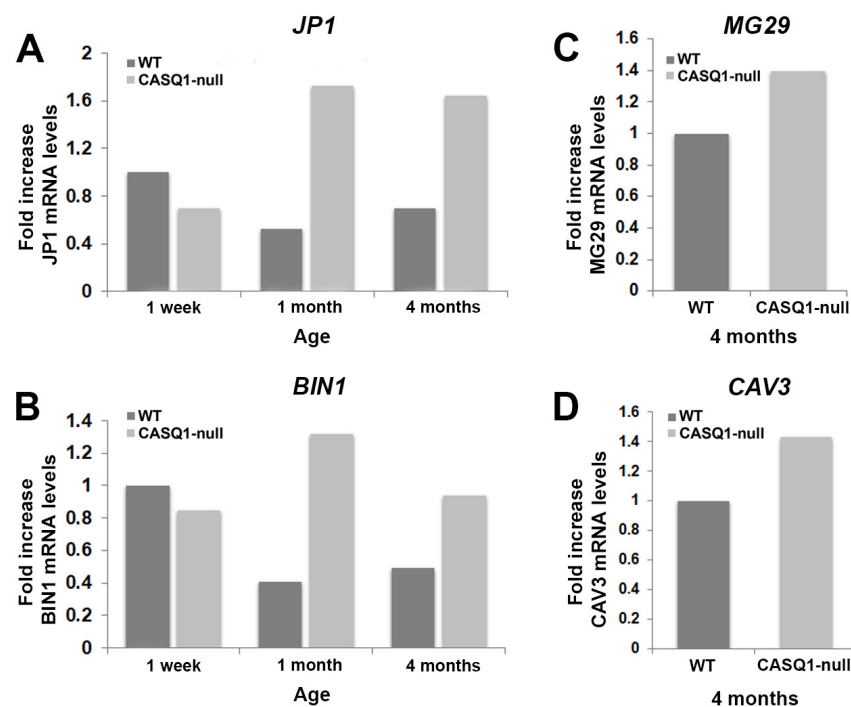 A
JP1
WT
CASQ1-null
Fold increase
JP1 mRNA levels
2
1.6
1.2
0.8
0.4
0
1 week
1 month
4 months
Age
C
MG29
WT
CASQ1-null
Fold increase
MG29 mRNA levels
1.6
1.4
1.2
1
0.8
0.6
0.4
0.2
0
WT
CASQ1-null
4 months
B
BIN1
WT
CASQ1-null
Fold increase
BIN1 mRNA levels
1.4
1.2
1
0.8
0.6
0.4
0.2
0
1 week
1 month
4 months
Age
D
CAV3
WT
CASQ1-null
Fold increase
CAV3 mRNA levels
1.6
1.4
1.2
1
0.8
0.6
0.4
0.2
0
WT
CASQ1-null
4 months